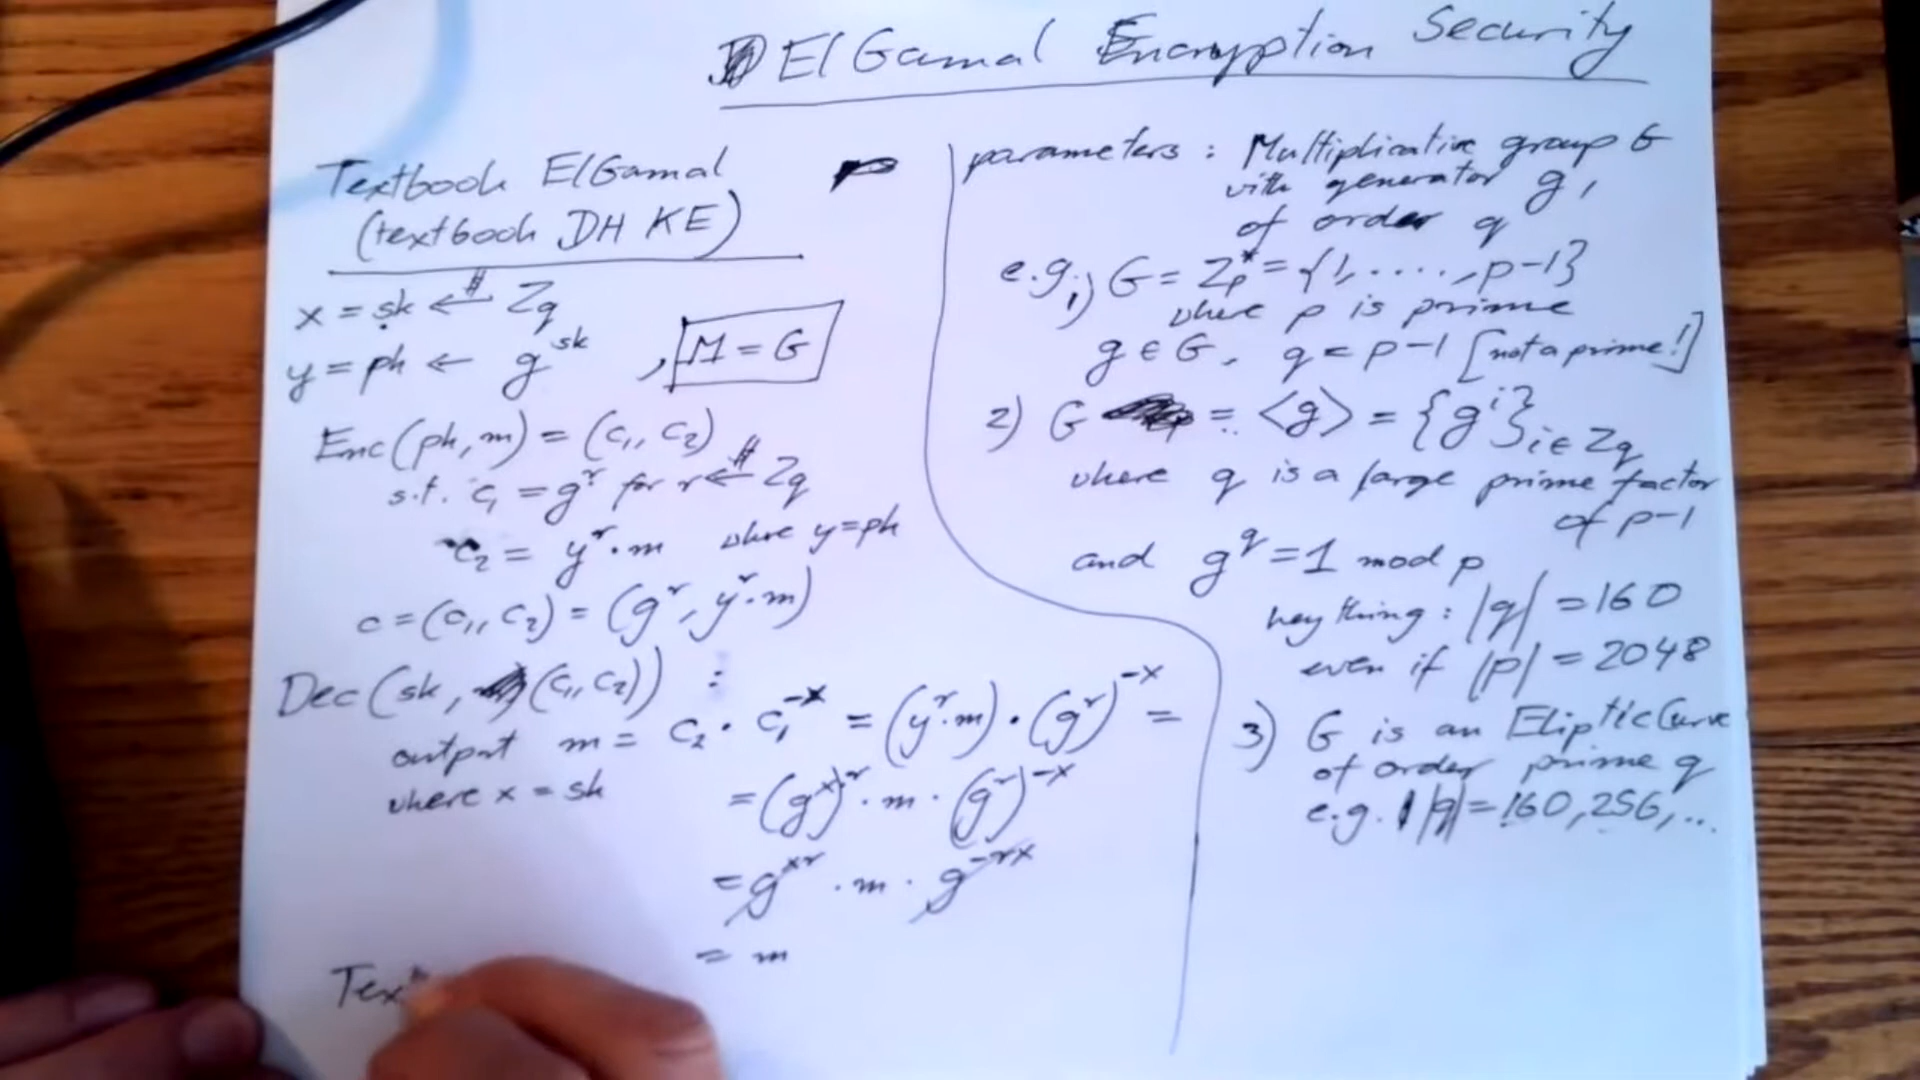 ElGamal Encryption Security
Textbook ElGamal
(textbook DH KE)
x = sk ←$ Zq
y = pk ← g^sk , M = G
Enc(pk, m) = (c₁, c₂)
s.t. c₁ = g^r for r ←$ Zq
c₂ = y^r · m where y = pk
c = (c₁, c₂) = (g^r, y^r · m)
Dec(sk, (c₁, c₂)) :
output m = c₂ · c₁^-x = (y^r · m) · (g^r)^-x =
where x = sk
= (g^x)^r · m · (g^r)^-x
= g^xr · m · g^-rx
= m
Text
parameters : Multiplicative group G
with generator g,
of order q
e.g. 1) G = Zp* = {1, ...., p-1}
where p is prime
g ∈ G, q = p-1 [not a prime!]
2) G = <g> = {g^i}i∈Zq
where q is a large prime factor
of p-1
and g^q = 1 mod p
key thing : |q| = 160
even if |p| = 2048
3) G is an Eliptic Curve
of order prime q
e.g. |q| = 160, 256, ...